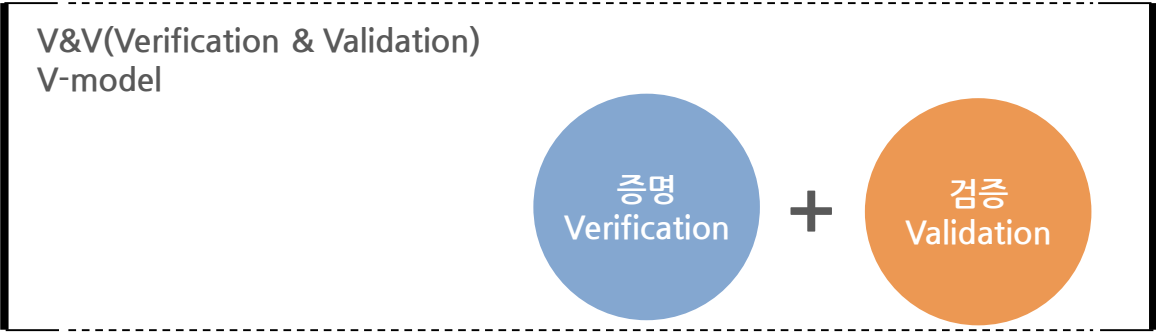 V&V(Verification & Validation)
V-model
증명
Verification
+
검증
Validation